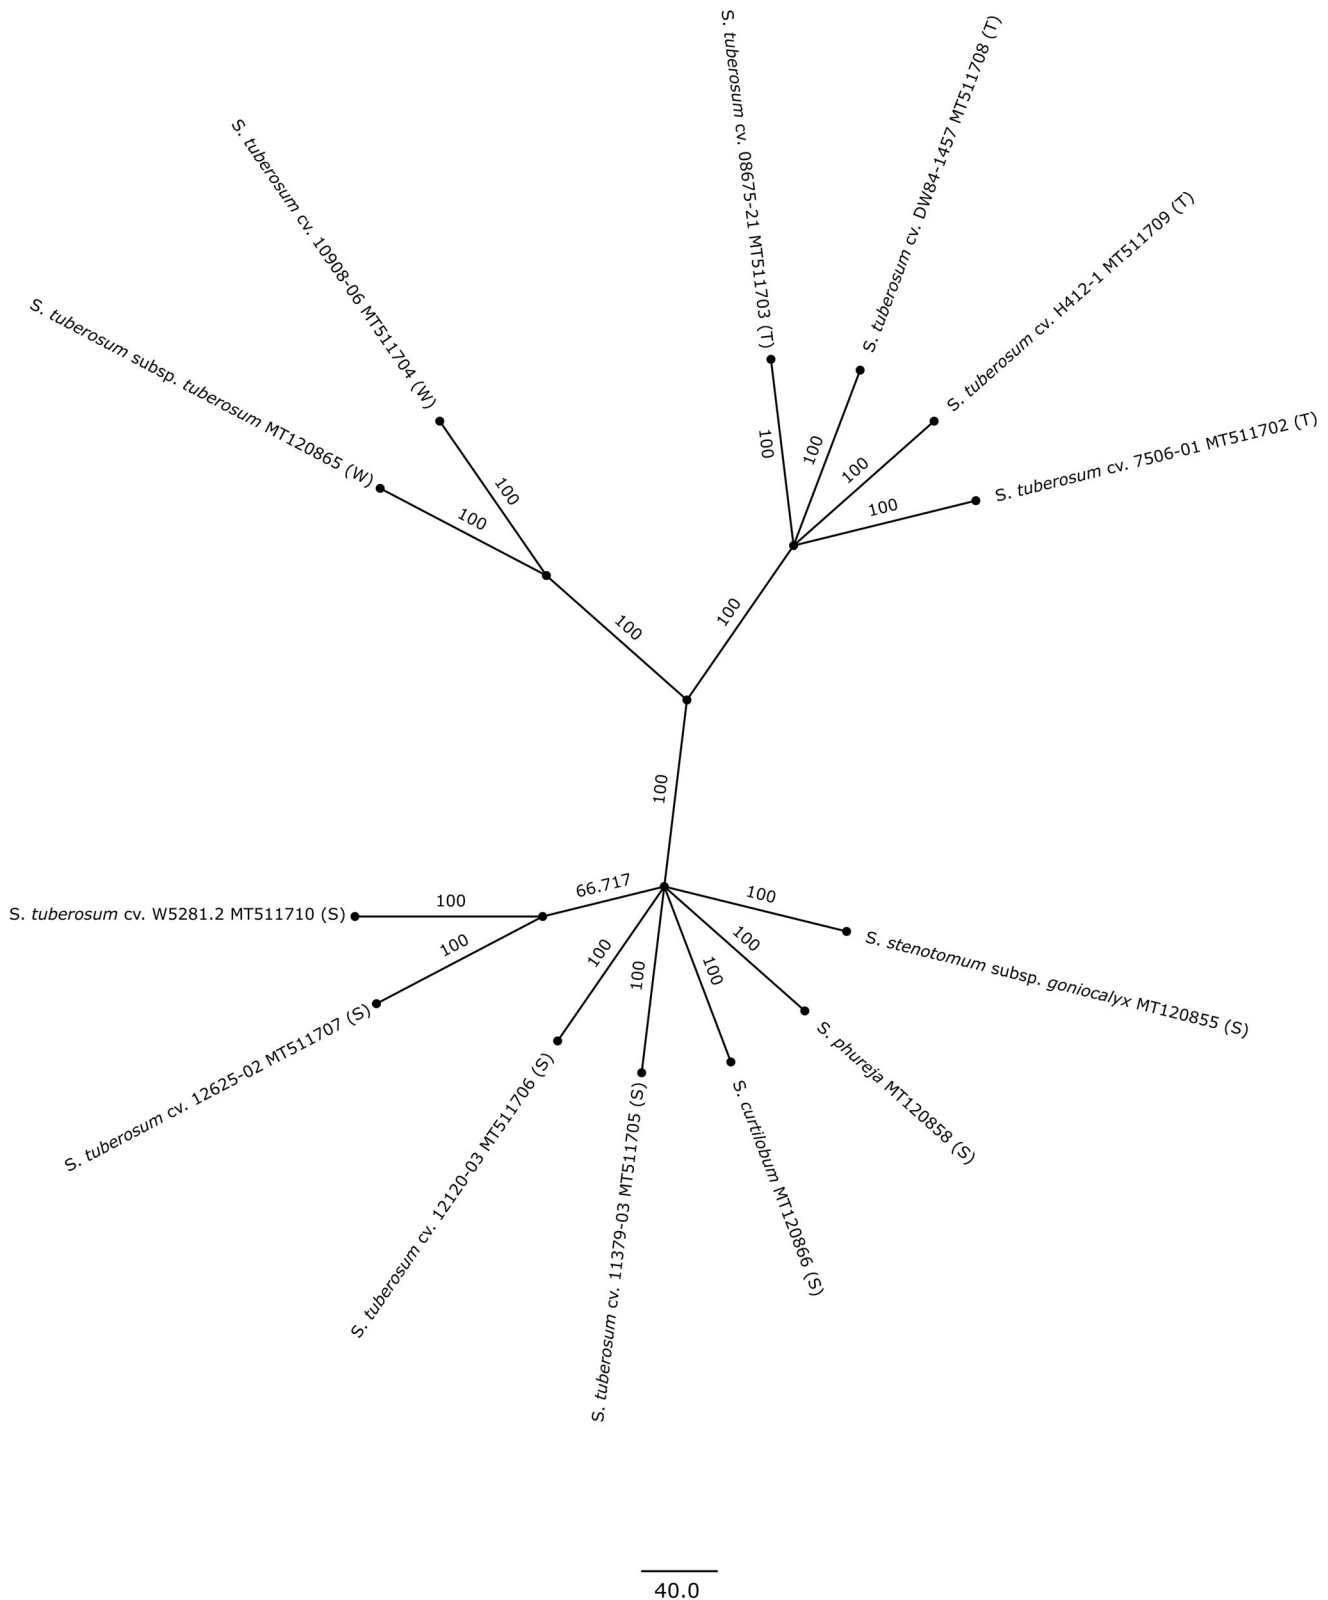 S. tuberosum cv. 08675-21 MT511703 (T)
S. tuberosum cv. DW84-1457 MT511708 (T)
S. tuberosum cv. 10908-06 MT511704 (W)
S. tuberosum cv. H412-1 MT511709 (T)
S. tuberosum subsp. tuberosum MT120865 (W)
S. tuberosum cv. 7506-01 MT511702 (T)
100
100
100
100
100
100
100
100
100
66.717
100
100
100
100
100
100
100
100
S. tuberosum cv. W5281.2 MT511710 (S)
S. stenotomum subsp. goniocalyx MT120855 (S)
S. tuberosum cv. 12625-02 MT511707 (S)
S. phureja MT120858 (S)
S. tuberosum cv. 12120-03 MT511706 (S)
S. curtilobum MT120866 (S)
S. tuberosum cv. 11379-03 MT511705 (S)
40.0